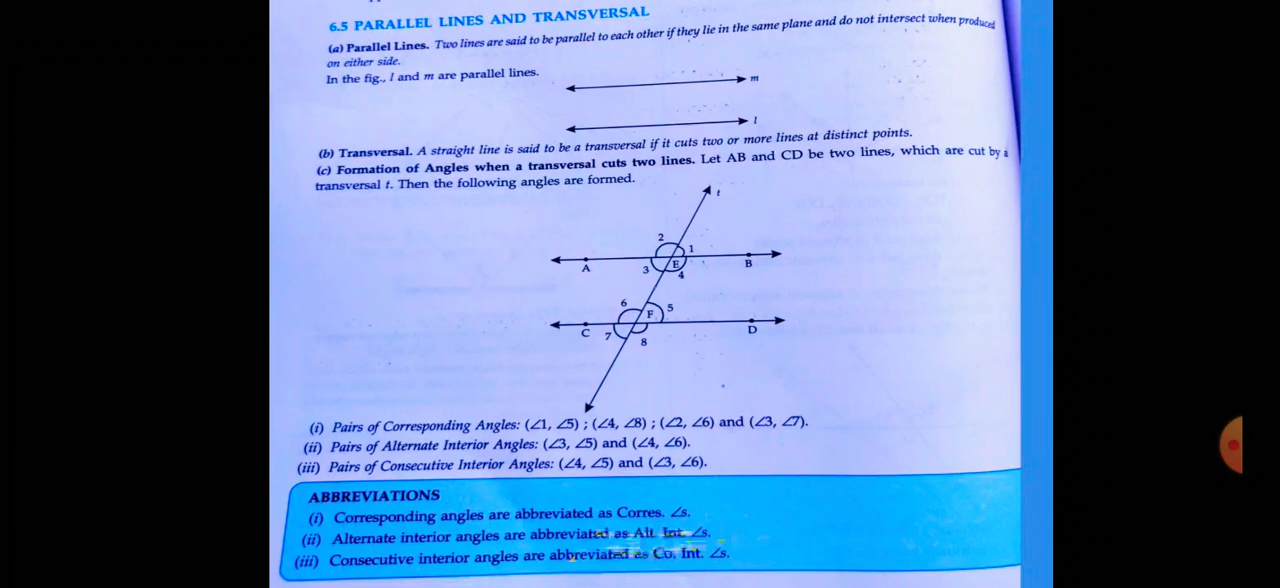 6.5 PARALLEL LINES AND TRANSVERSAL
(a) Parallel Lines. Two lines are said to be parallel to each other if they lie in the same plane and do not intersect when produced
on either side.
In the fig., l and m are parallel lines.
m
l
(b) Transversal. A straight line is said to be a transversal if it cuts two or more lines at distinct points.
(c) Formation of Angles when a transversal cuts two lines. Let AB and CD be two lines, which are cut by a
transversal t. Then the following angles are formed.
t
2
1
A
3
E
4
B
6
5
F
C
7
8
D
(i) Pairs of Corresponding Angles: (∠1, ∠5) ; (∠4, ∠8) ; (∠2, ∠6) and (∠3, ∠7).
(ii) Pairs of Alternate Interior Angles: (∠3, ∠5) and (∠4, ∠6).
(iii) Pairs of Consecutive Interior Angles: (∠4, ∠5) and (∠3, ∠6).
ABBREVIATIONS
(i) Corresponding angles are abbreviated as Corres. ∠s.
(ii) Alternate interior angles are abbreviated as Alt. Int. ∠s.
(iii) Consecutive interior angles are abbreviated as Co. Int. ∠s.